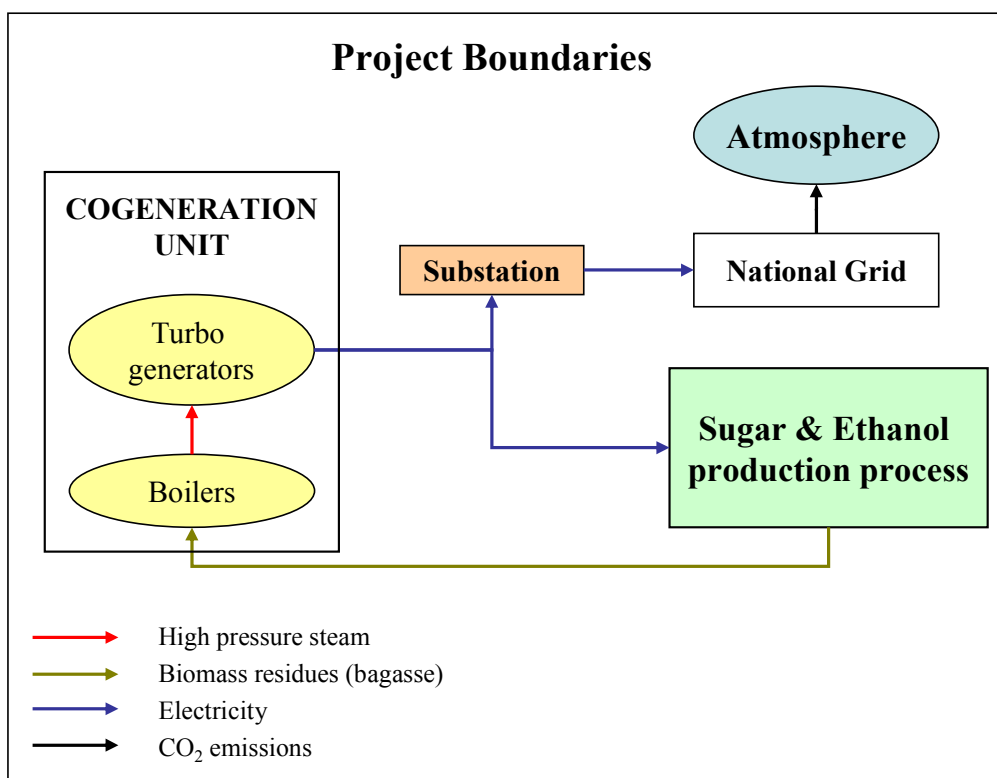 Project Boundaries
Atmosphere
COGENERATION
UNIT
Substation
National Grid
Turbo
generators
Sugar & Ethanol
production process
Boilers
High pressure steam
Biomass residues (bagasse)
Electricity
CO₂ emissions